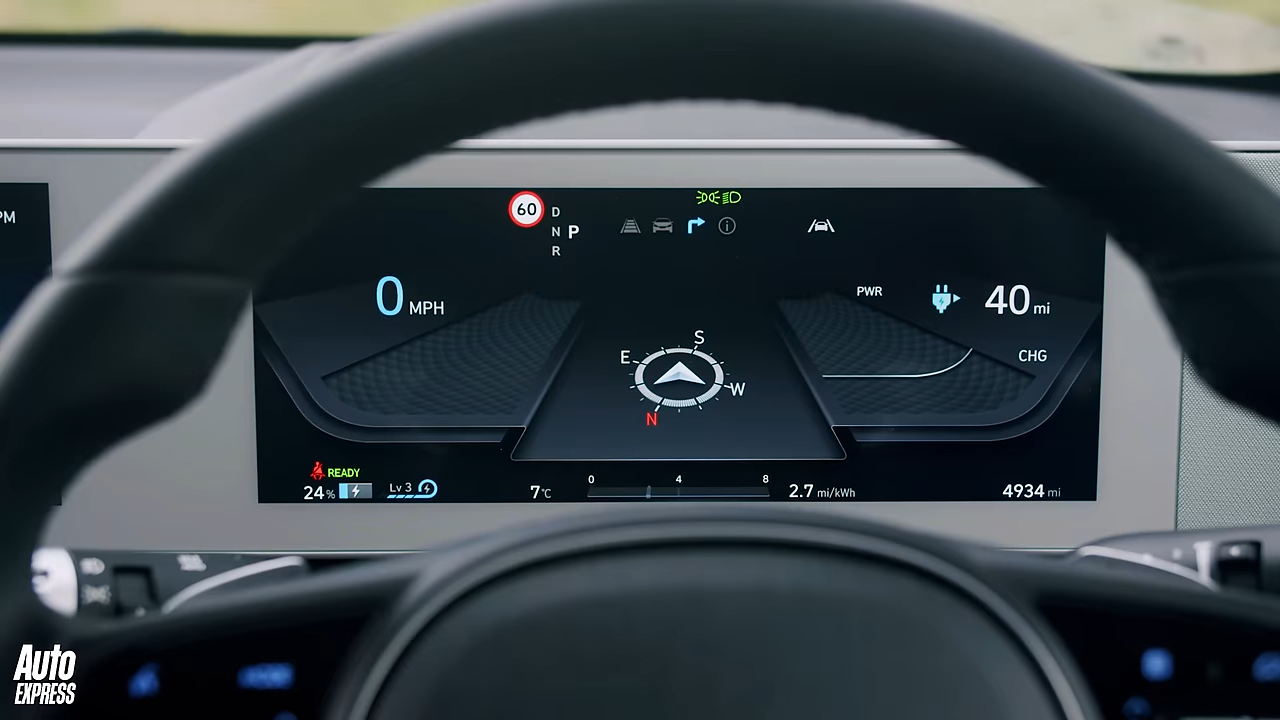 PM
60
D
N P
R
0 MPH
PWR
40 mi
CHG
S
E
W
N
READY
24% Lv 3
7°C
0 4 8
2.7 mi/kWh
4934 mi
Auto
EXPRESS